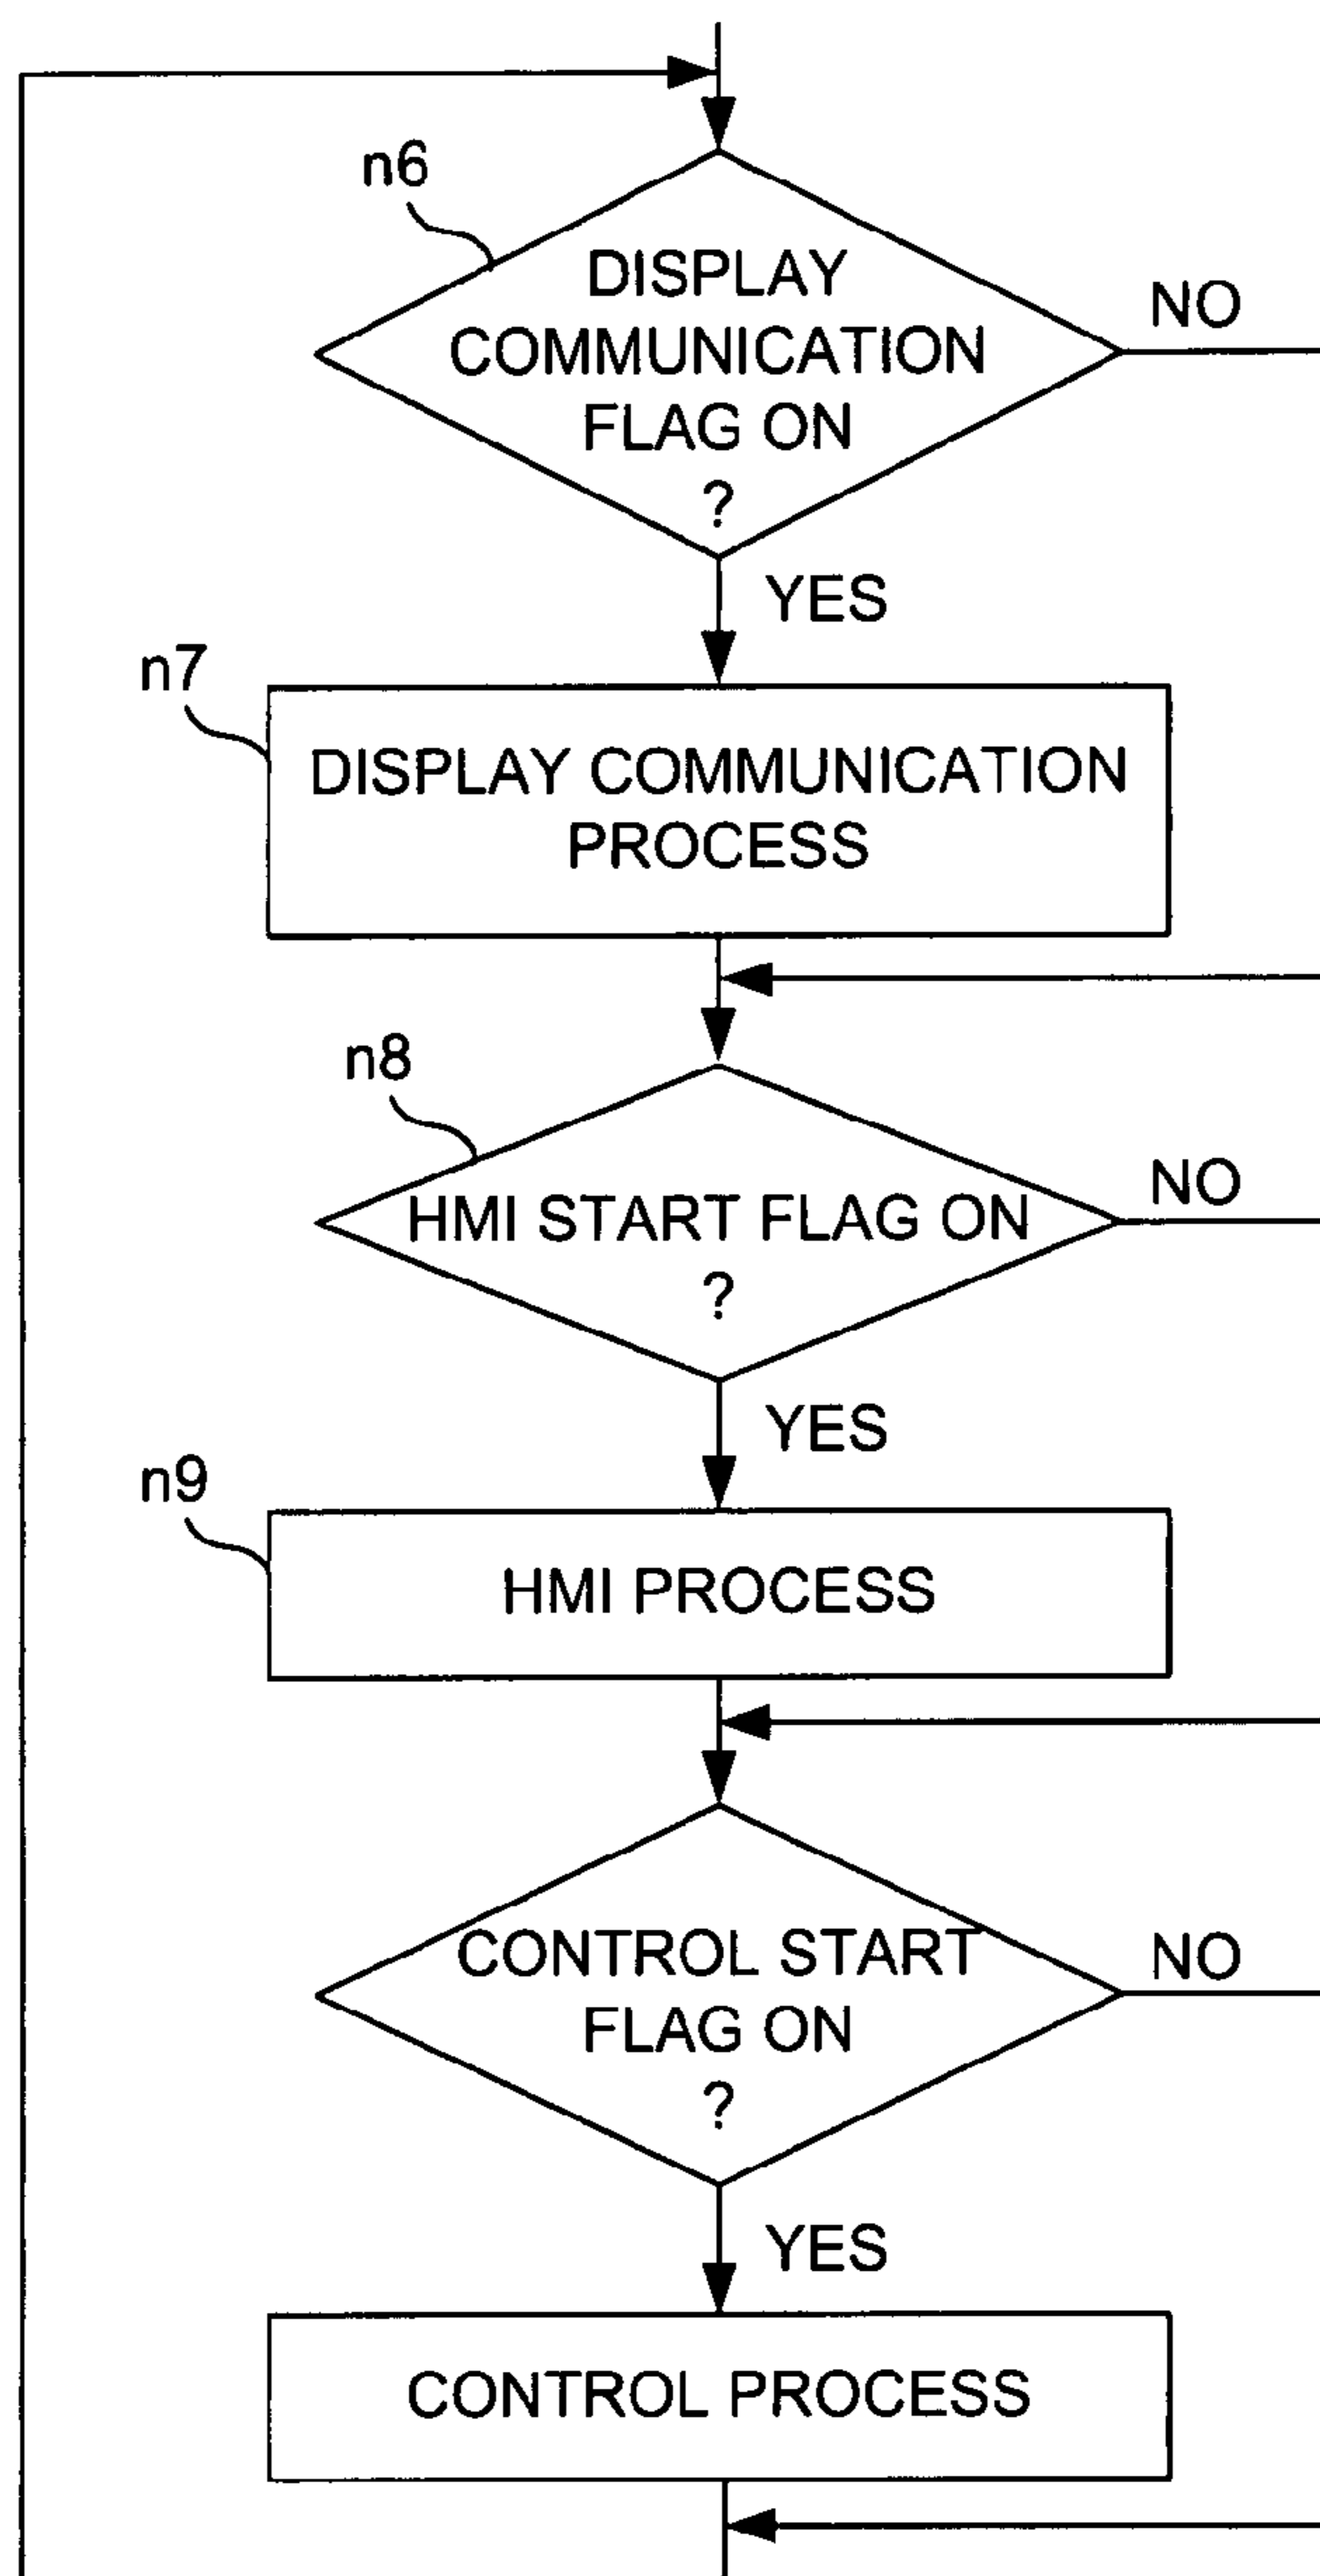 n6
DISPLAY
COMMUNICATION
FLAG ON
?
NO
YES
n7
DISPLAY COMMUNICATION
PROCESS
n8
HMI START FLAG ON
?
NO
YES
n9
HMI PROCESS
CONTROL START
FLAG ON
?
NO
YES
CONTROL PROCESS